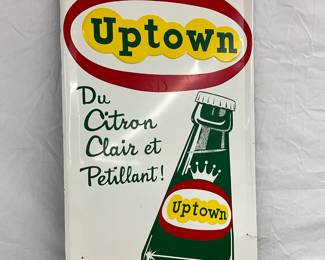 Uptown
Du
Citron
Clair et
Petillant!
Uptown